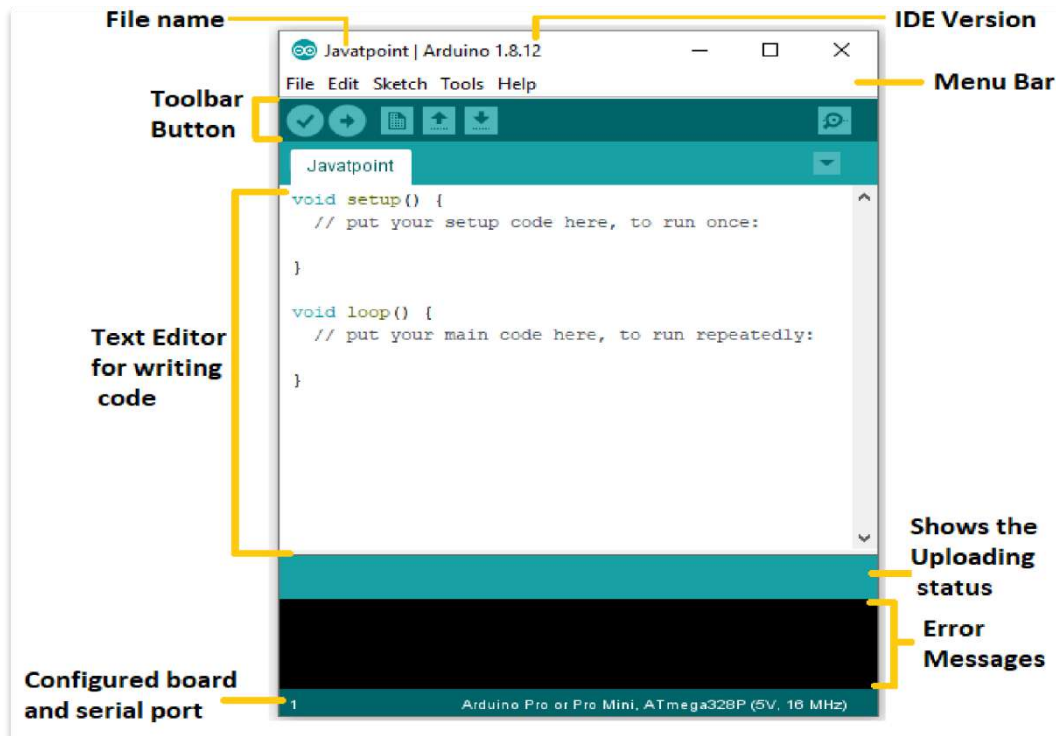 File name
IDE Version
Javatpoint | Arduino 1.8.12
File Edit Sketch Tools Help
Menu Bar
Toolbar
Button
Javatpoint
void setup() {
// put your setup code here, to run once:
}
void loop() {
// put your main code here, to run repeatedly:
}
Text Editor
for writing
code
Shows the
Uploading
status
Error
Messages
Configured board
and serial port
1
Arduino Pro or Pro Mini, ATmega328P (5V, 16 MHz)